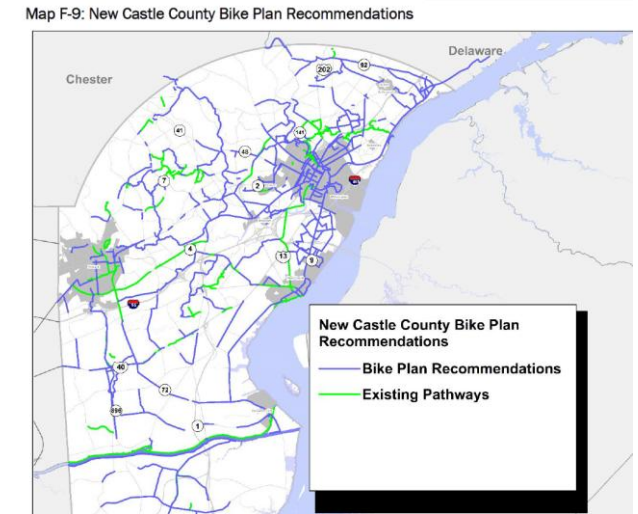 Map F-9: New Castle County Bike Plan Recommendations
Delaware
Chester
202
92
41
141
48
7
2
4
13
9
New Castle County Bike Plan
Recommendations
Bike Plan Recommendations
Existing Pathways
40
72
896
1